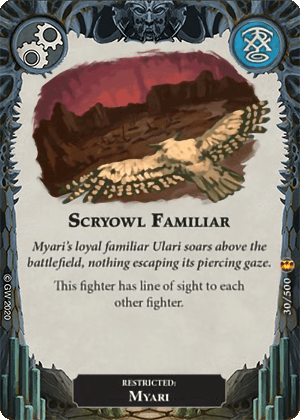 SCRYOWL FAMILIAR
Myari's loyal familiar Ulari soars above the
battlefield, nothing escaping its piercing gaze.
This fighter has line of sight to each
other fighter.
© GW 2020
30/500
RESTRICTED:
MYARI